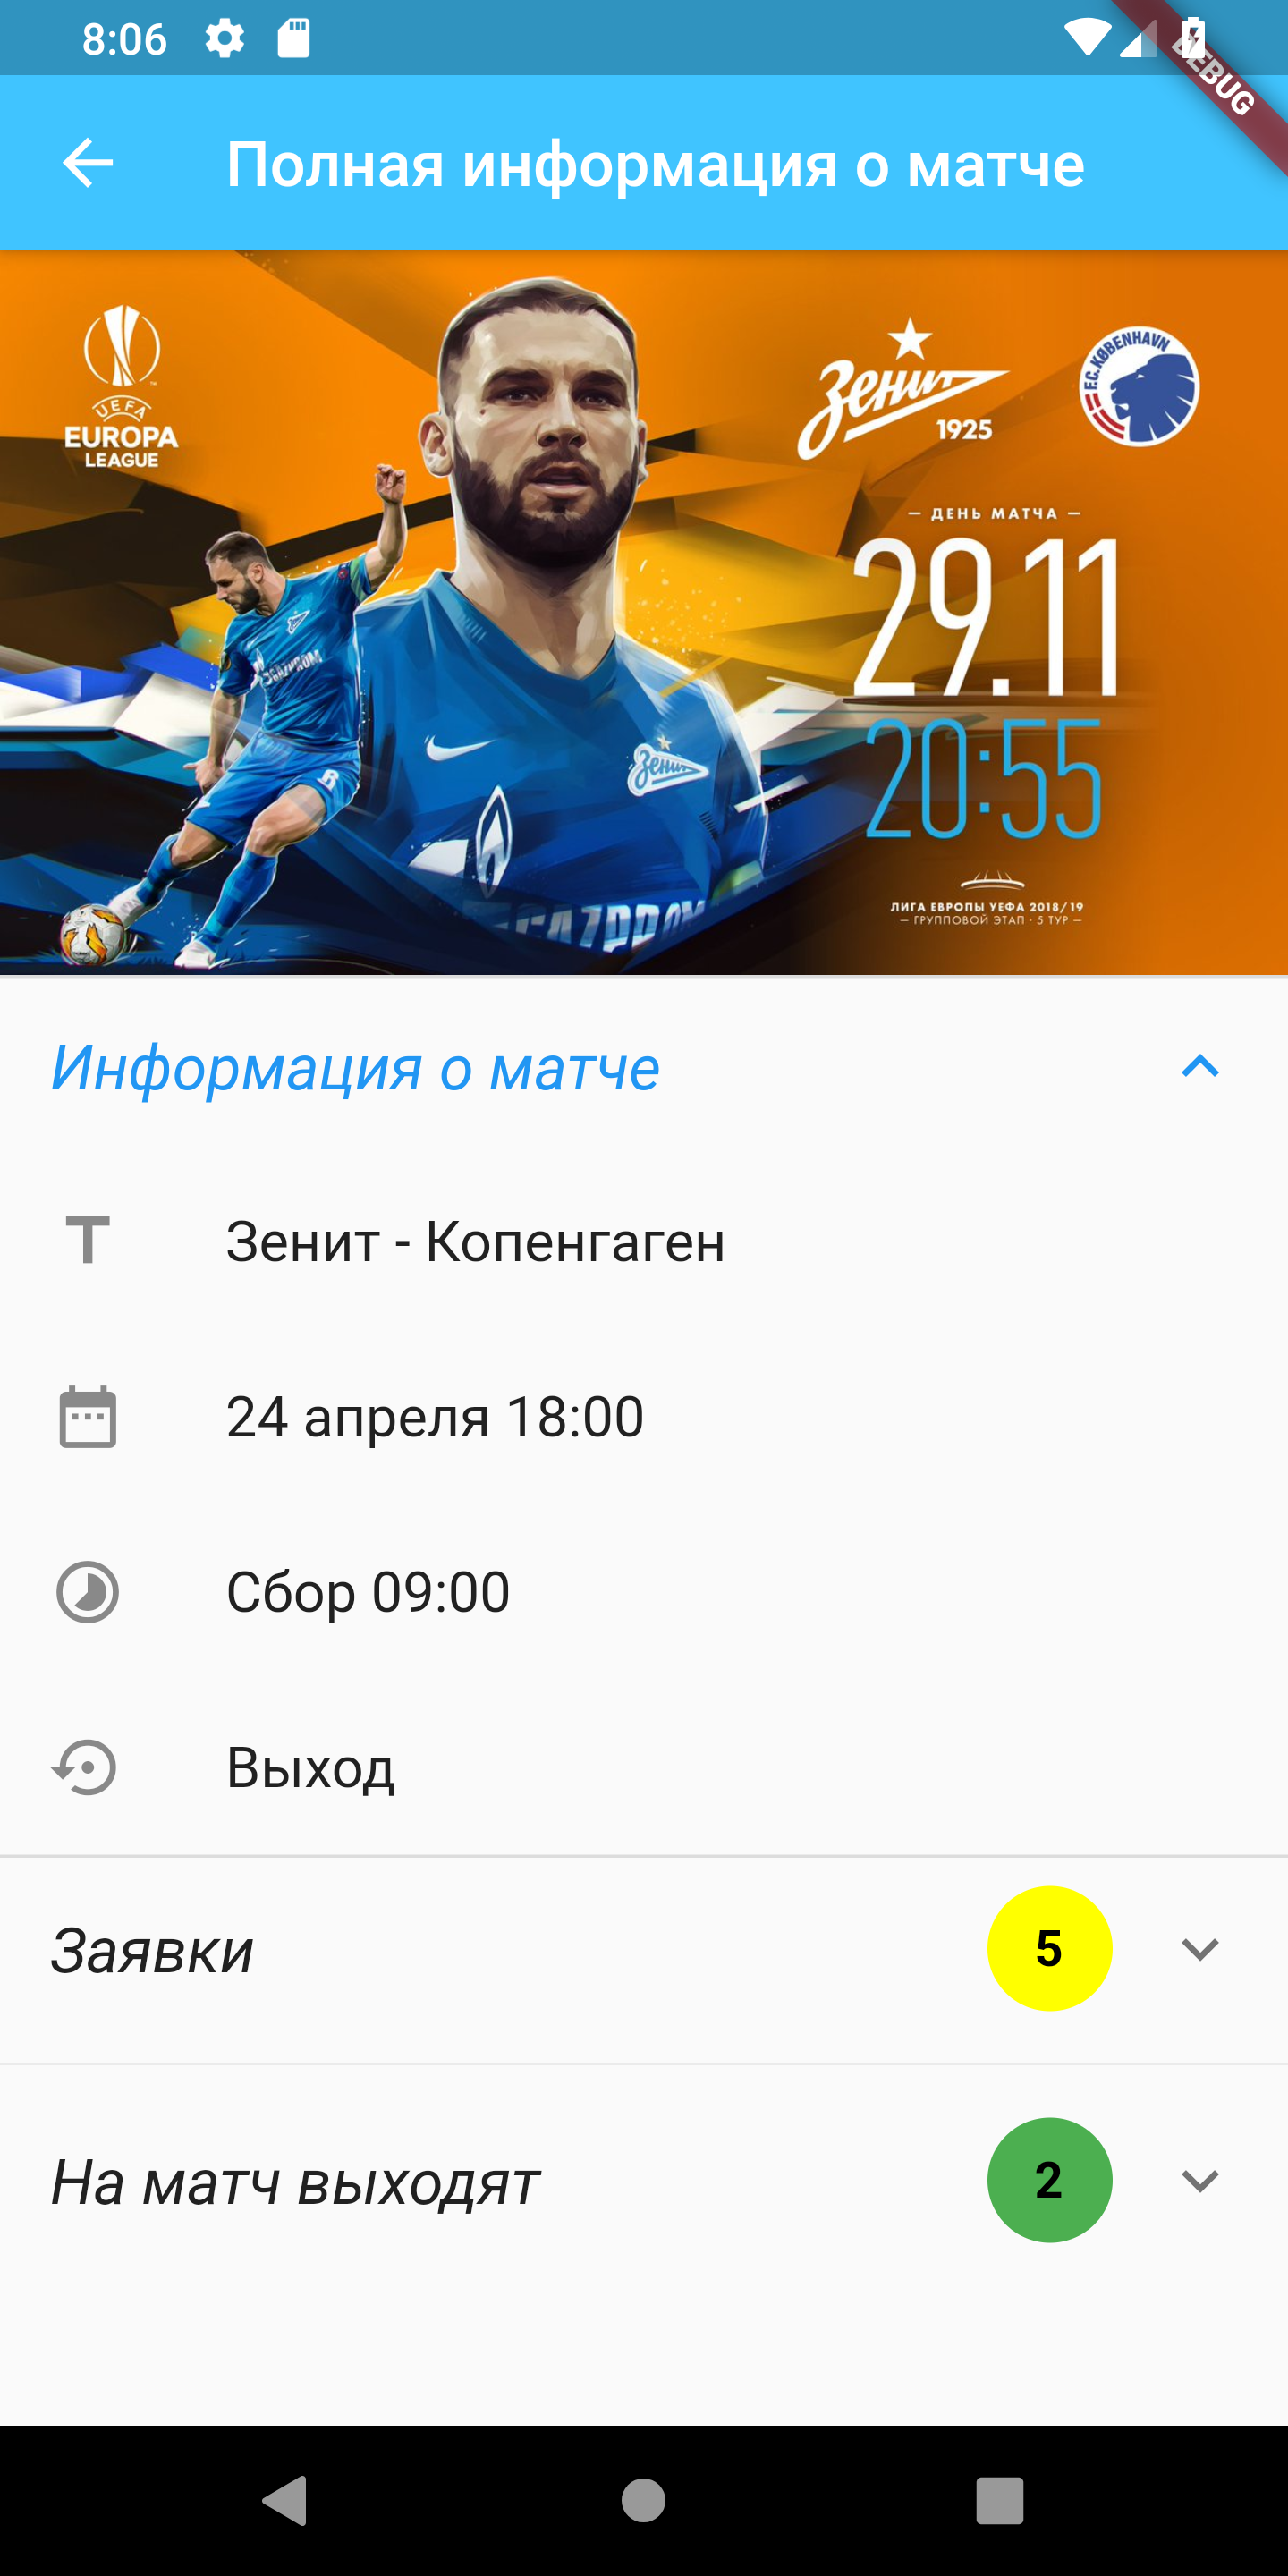 8:06
DEBUG
Полная информация о матче
UEFA
EUROPA
LEAGUE
Зенит
1925
F.C. KØBENHAVN
— ДЕНЬ МАТЧА —
29.11
20:55
ЛИГА ЕВРОПЫ УЕФА 2018/19
— ГРУППОВОЙ ЭТАП · 5 ТУР —
GAZPROM
Зенит
GAZPROM
Информация о матче
Зенит - Копенгаген
24 апреля 18:00
Сбор 09:00
Выход
Заявки
5
На матч выходят
2